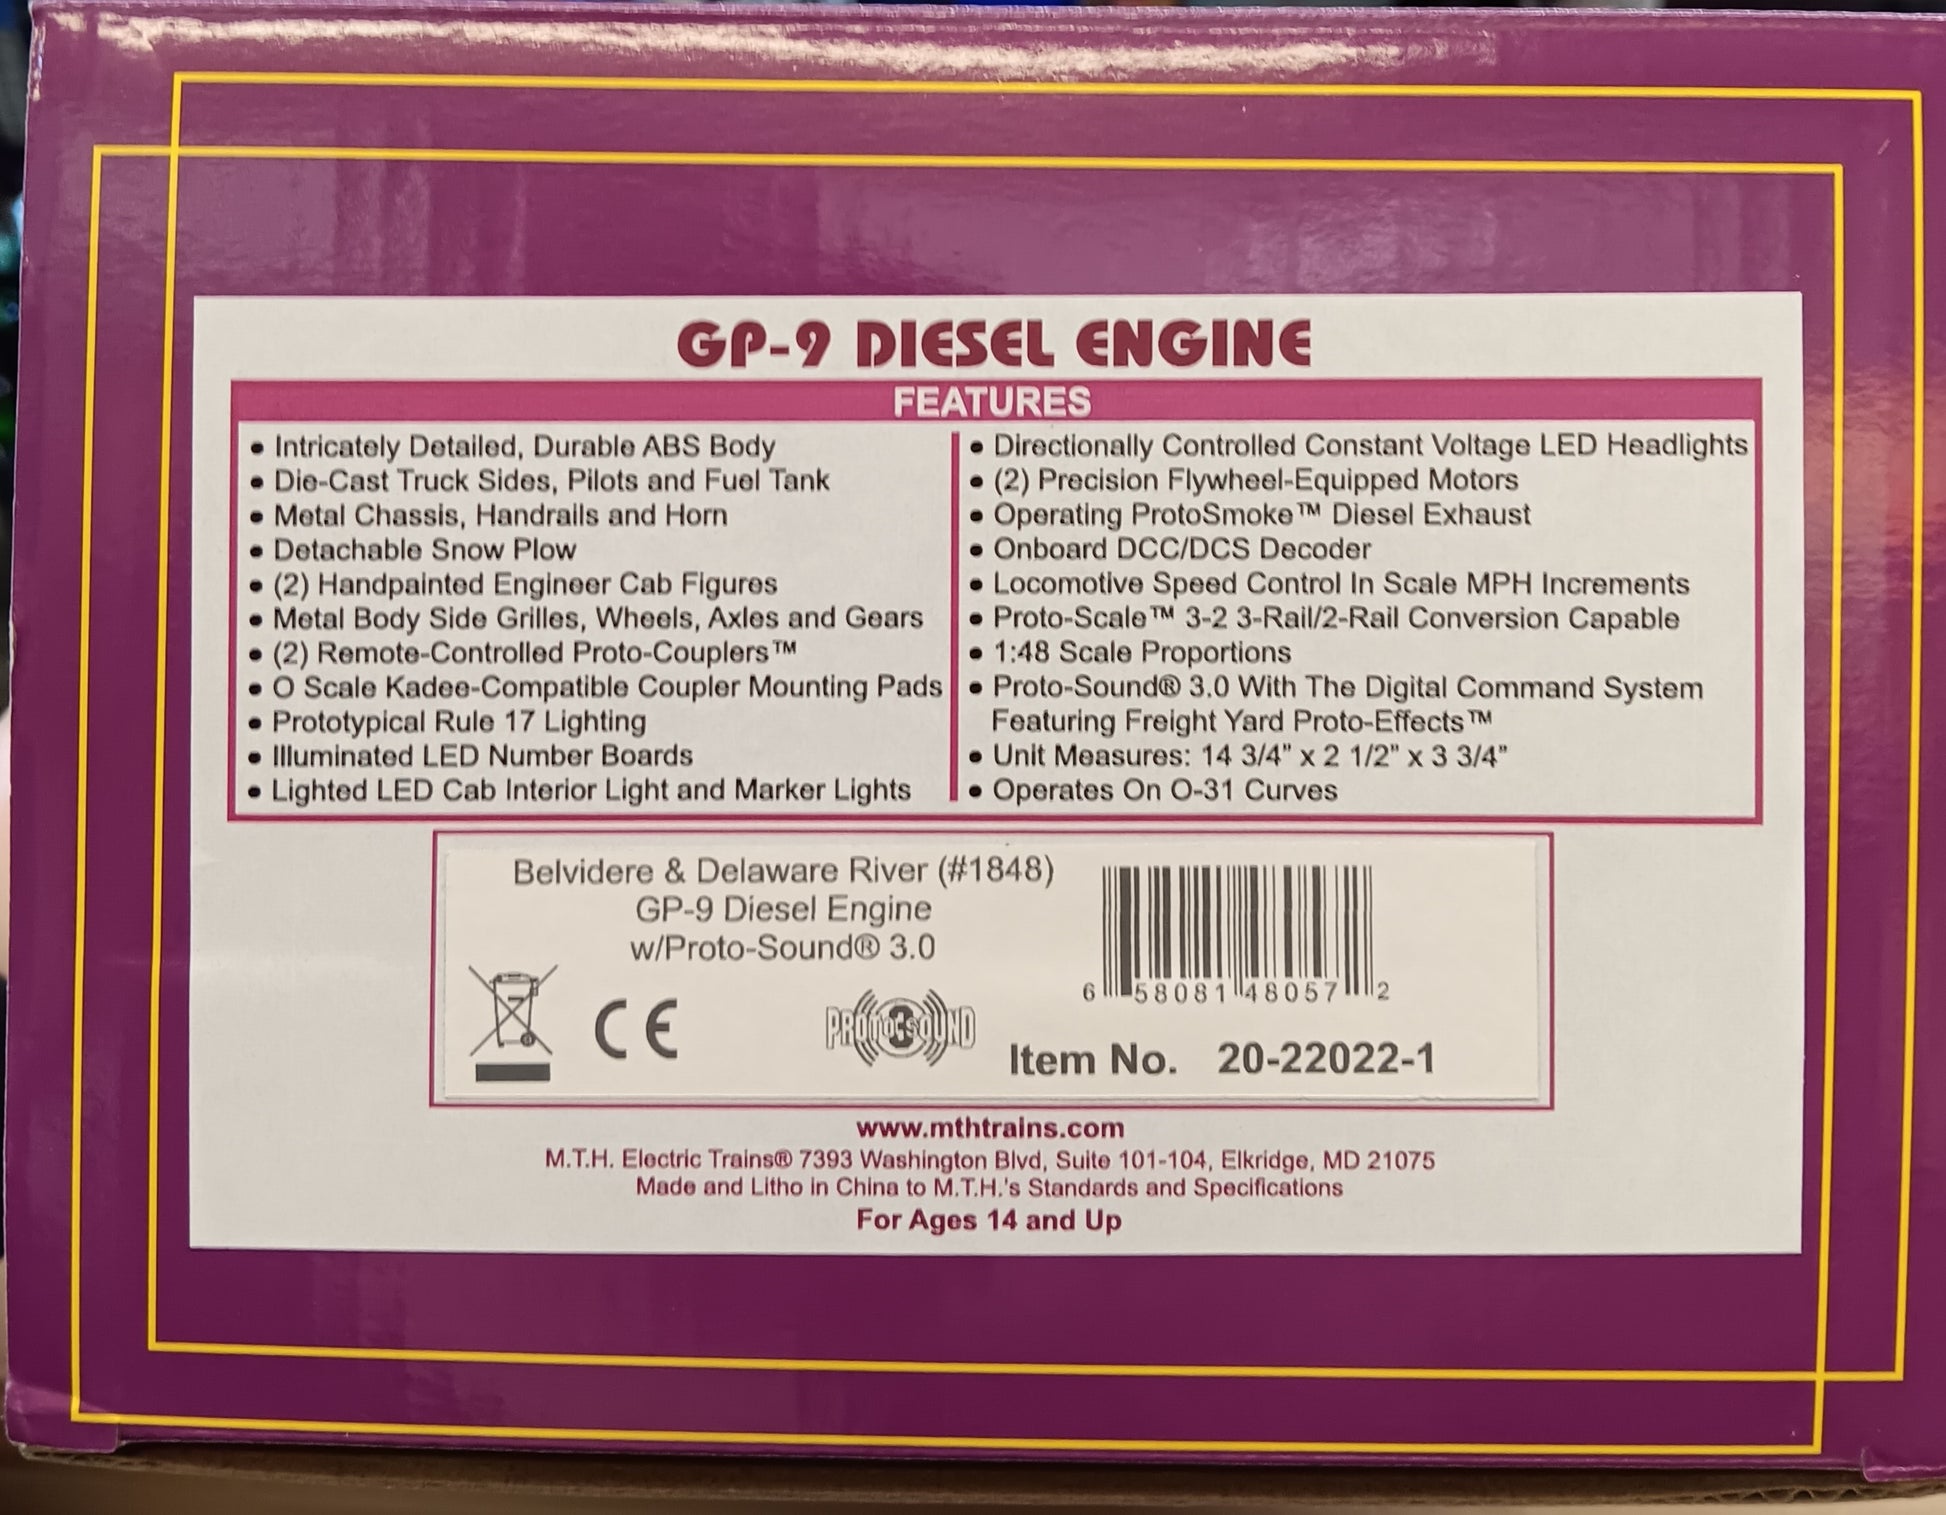 GP-9 DIESEL ENGINE
FEATURES
• Intricately Detailed, Durable ABS Body
• Die-Cast Truck Sides, Pilots and Fuel Tank
• Metal Chassis, Handrails and Horn
• Detachable Snow Plow
• (2) Handpainted Engineer Cab Figures
• Metal Body Side Grilles, Wheels, Axles and Gears
• (2) Remote-Controlled Proto-Couplers™
• O Scale Kadee-Compatible Coupler Mounting Pads
• Prototypical Rule 17 Lighting
• Illuminated LED Number Boards
• Lighted LED Cab Interior Light and Marker Lights
• Directionally Controlled Constant Voltage LED Headlights
• (2) Precision Flywheel-Equipped Motors
• Operating ProtoSmoke™ Diesel Exhaust
• Onboard DCC/DCS Decoder
• Locomotive Speed Control In Scale MPH Increments
• Proto-Scale™ 3-2 3-Rail/2-Rail Conversion Capable
• 1:48 Scale Proportions
• Proto-Sound® 3.0 With The Digital Command System
Featuring Freight Yard Proto-Effects™
• Unit Measures: 14 3/4” x 2 1/2” x 3 3/4”
• Operates On O-31 Curves
Belvidere & Delaware River (#1848)
GP-9 Diesel Engine
w/Proto-Sound® 3.0
6 58081 48057 2
CE
PROTO 3 SOUND
Item No. 20-22022-1
www.mthtrains.com
M.T.H. Electric Trains® 7393 Washington Blvd, Suite 101-104, Elkridge, MD 21075
Made and Litho in China to M.T.H.'s Standards and Specifications
For Ages 14 and Up